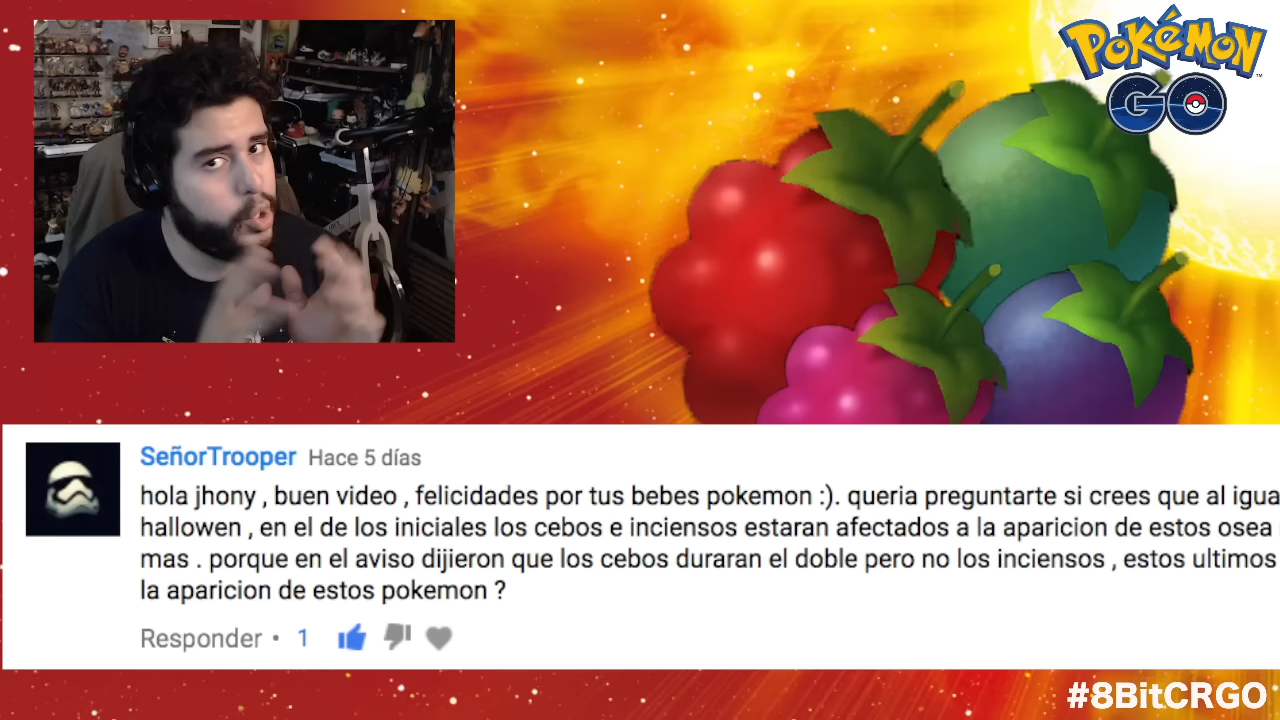 POKéMON
GO
SeñorTrooper Hace 5 días
hola jhony , buen video , felicidades por tus bebes pokemon :). queria preguntarte si crees que al igua
hallowen , en el de los iniciales los cebos e inciensos estaran afectados a la aparicion de estos osea
mas . porque en el aviso dijieron que los cebos duraran el doble pero no los inciensos , estos ultimos
la aparicion de estos pokemon ?
Responder • 1
#8BitCRGO